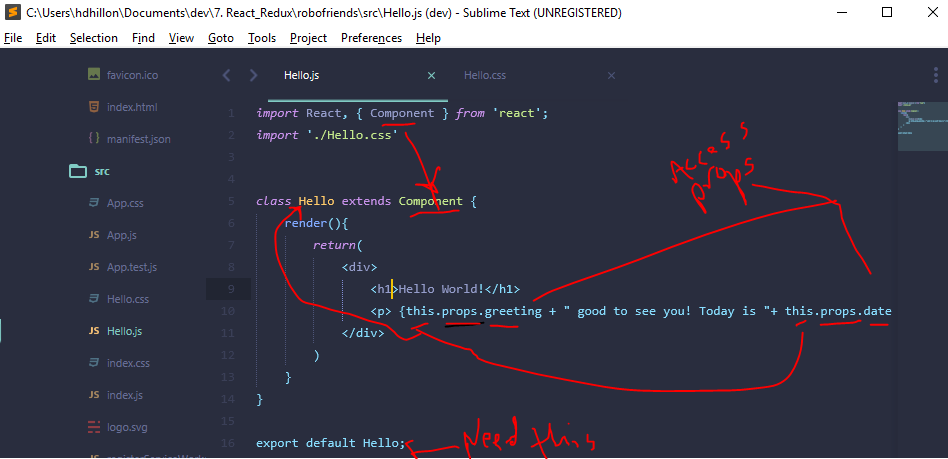 C:\Users\hdhillon\Documents\dev\7. React_Redux\robofriends\src\Hello.js (dev) - Sublime Text (UNREGISTERED)
File Edit Selection Find View Goto Tools Project Preferences Help
favicon.ico
index.html
manifest.json
src
App.css
JS App.js
JS App.test.js
Hello.css
JS Hello.js
index.css
JS index.js
logo.svg
Hello.js × Hello.css ×
1 import React, { Component } from 'react';
2 import './Hello.css'
3
4
5 class Hello extends Component {
6 render(){
7 return(
8 <div>
9 <h1>Hello World!</h1>
10 <p> {this.props.greeting + " good to see you! Today is "+ this.props.date
11 </div>
12 )
13 }
14 }
15
16 export default Hello;
Access
props
Need this